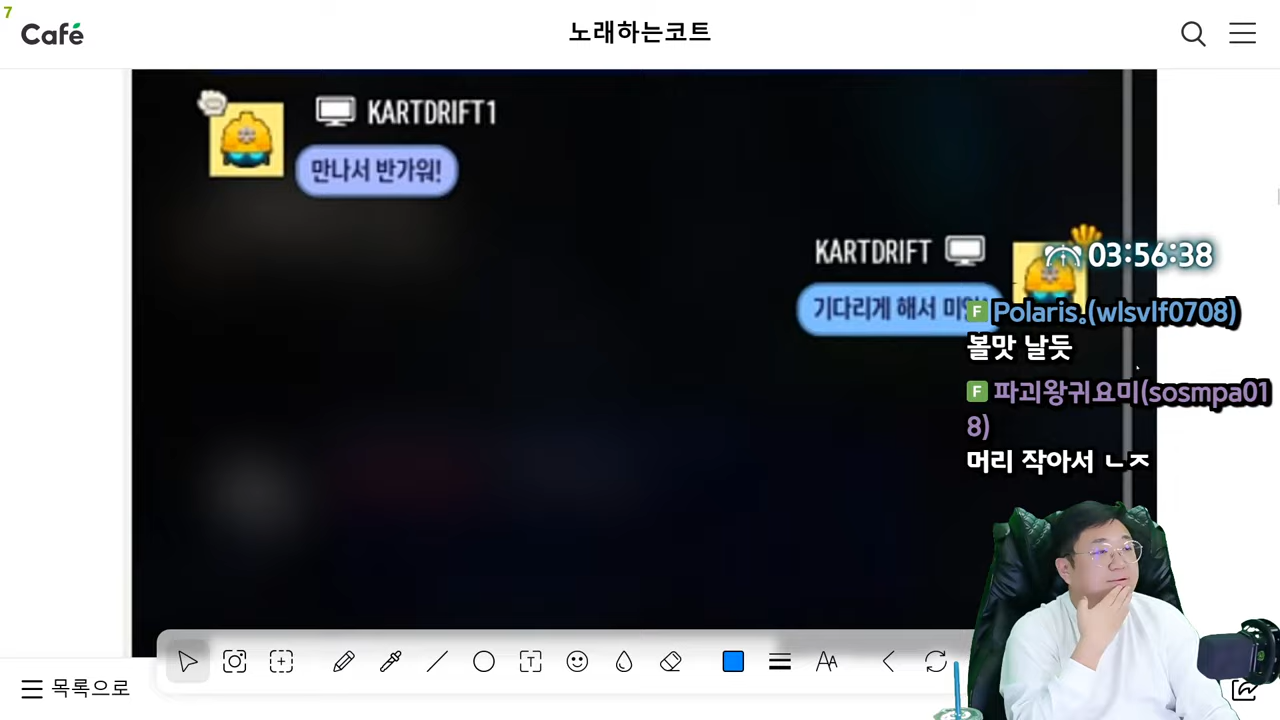 7
Café
노래하는코트
KARTDRIFT1
만나서 반가워!
KARTDRIFT
03:56:38
기다리게 해서
F Polaris.(wlsvlf0708)
볼맛 날듯
F 파괴왕귀요미(sosmpa01
8)
머리 작아서 ㄴㅈ
T
AA
목록으로